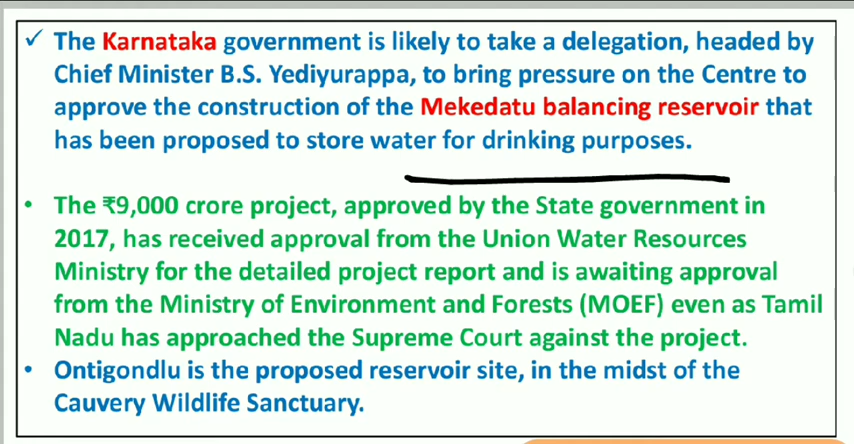 ✓ The Karnataka government is likely to take a delegation, headed by
Chief Minister B.S. Yediyurappa, to bring pressure on the Centre to
approve the construction of the Mekedatu balancing reservoir that
has been proposed to store water for drinking purposes.
• The ₹9,000 crore project, approved by the State government in
2017, has received approval from the Union Water Resources
Ministry for the detailed project report and is awaiting approval
from the Ministry of Environment and Forests (MOEF) even as Tamil
Nadu has approached the Supreme Court against the project.
• Ontigondlu is the proposed reservoir site, in the midst of the
Cauvery Wildlife Sanctuary.